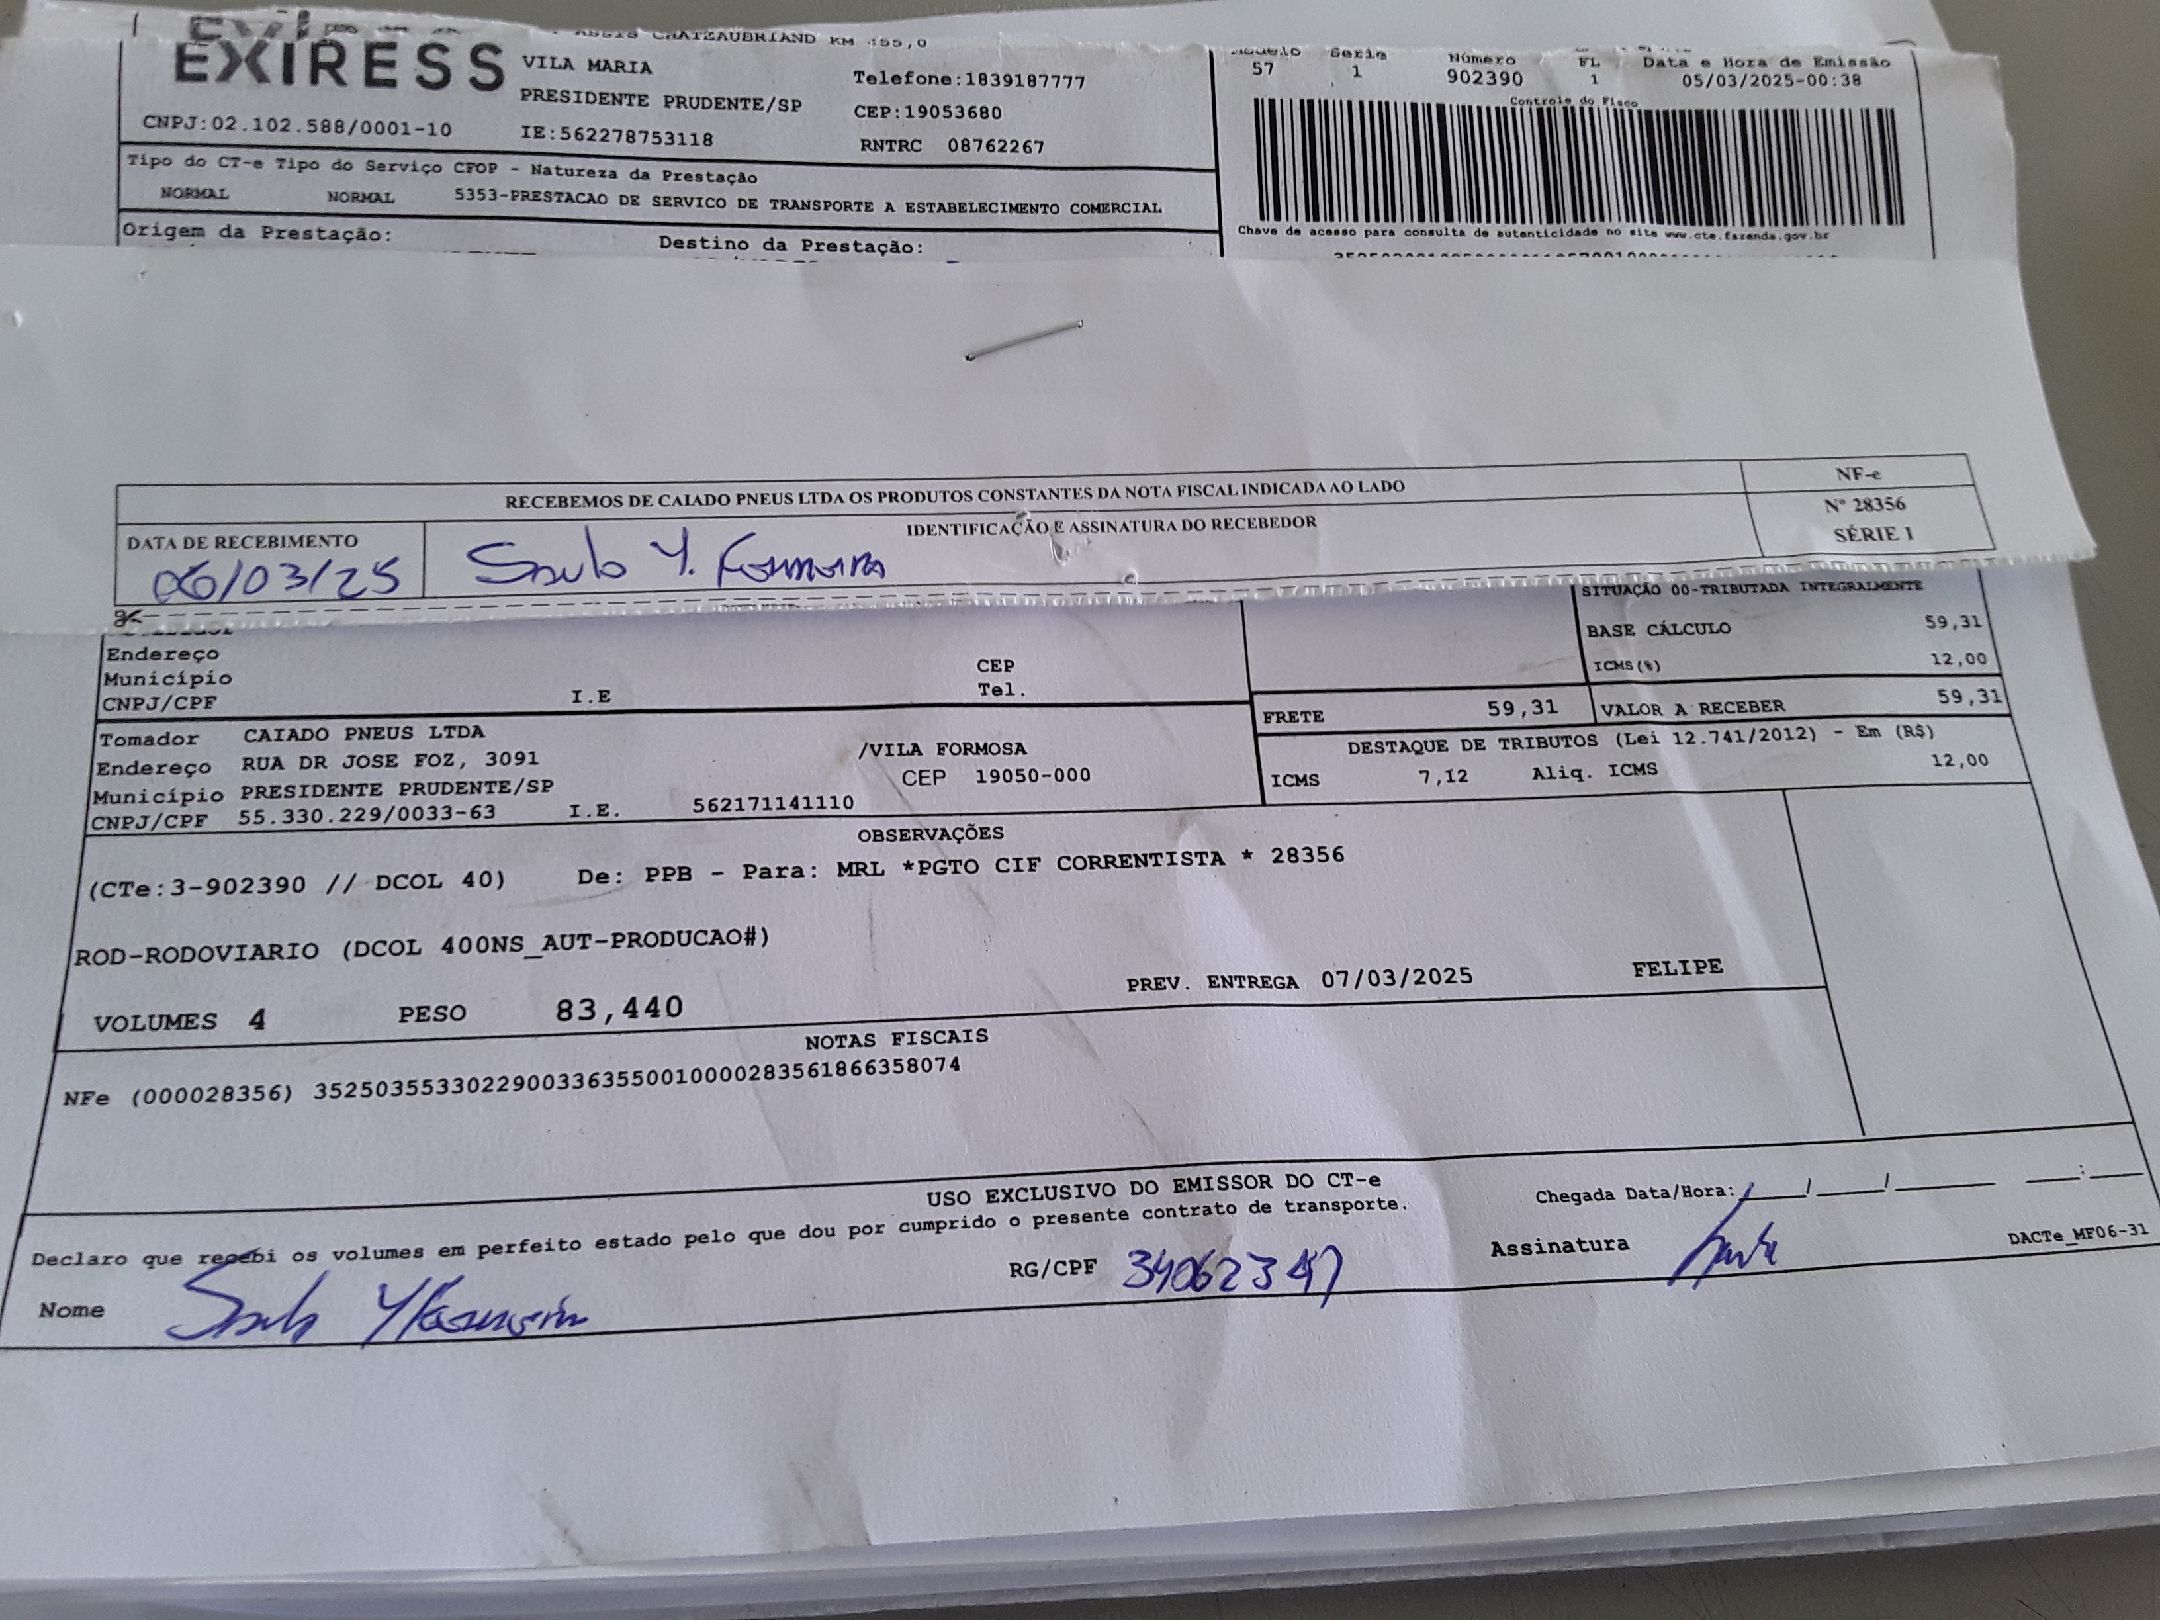 CHATEAUBRIAND KM 455,0
EXIRESS
VILA MARIA
Telefone:1839187777
PRESIDENTE PRUDENTE/SP
CEP:19053680
CNPJ:02.102.588/0001-10
IE:562278753118
RNTRC 08762267
Modelo Serie Número FL Data e Hora de Emissão
57 1 902390 1 05/03/2025-00:38
Controle do Fisco
Tipo do CT-e Tipo do Serviço CFOP - Natureza da Prestação
NORMAL NORMAL 5353-PRESTACAO DE SERVICO DE TRANSPORTE A ESTABELECIMENTO COMERCIAL
Chave de acesso para consulta de autenticidade no site www.cte.fazenda.gov.br
Origem da Prestação: Destino da Prestação:
RECEBEMOS DE CAIADO PNEUS LTDA OS PRODUTOS CONSTANTES DA NOTA FISCAL INDICADA AO LADO
NF-e
Nº 28356
SÉRIE 1
DATA DE RECEBIMENTO
IDENTIFICAÇÃO E ASSINATURA DO RECEBEDOR
06/03/25
SITUAÇÃO 00-TRIBUTADA INTEGRALMENTE
BASE CÁLCULO 59,31
ICMS(%) 12,00
Endereço
Município CEP
CNPJ/CPF I.E Tel.
FRETE 59,31 VALOR A RECEBER 59,31
Tomador CAIADO PNEUS LTDA
Endereço RUA DR JOSE FOZ, 3091 /VILA FORMOSA
Município PRESIDENTE PRUDENTE/SP CEP 19050-000
CNPJ/CPF 55.330.229/0033-63 I.E. 562171141110
DESTAQUE DE TRIBUTOS (Lei 12.741/2012) - Em (R$)
ICMS 7,12 Aliq. ICMS 12,00
OBSERVAÇÕES
(CTe:3-902390 // DCOL 40) De: PPB - Para: MRL *PGTO CIF CORRENTISTA * 28356
ROD-RODOVIARIO (DCOL 400NS_AUT-PRODUCAO#)
PREV. ENTREGA 07/03/2025 FELIPE
VOLUMES 4 PESO 83,440
NOTAS FISCAIS
NFe (000028356) 35250355330229003363550010000283561866358074
USO EXCLUSIVO DO EMISSOR DO CT-e
Declaro que recebi os volumes em perfeito estado pelo que dou por cumprido o presente contrato de transporte.
Chegada Data/Hora:___/___/___ __:__
Nome
RG/CPF 34062347
Assinatura
DACTe_MF06-31